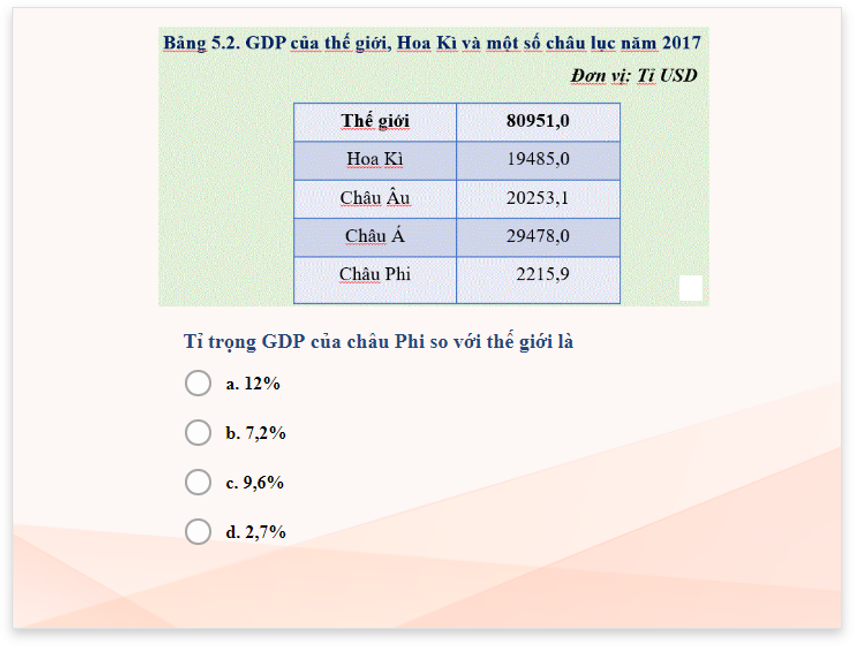 Bảng 5.2. GDP của thế giới, Hoa Kì và một số châu lục năm 2017
Đơn vị: Tỉ USD
Thế giới 80951,0
Hoa Kì 19485,0
Châu Âu 20253,1
Châu Á 29478,0
Châu Phi 2215,9
Tỉ trọng GDP của châu Phi so với thế giới là
a. 12%
b. 7,2%
c. 9,6%
d. 2,7%